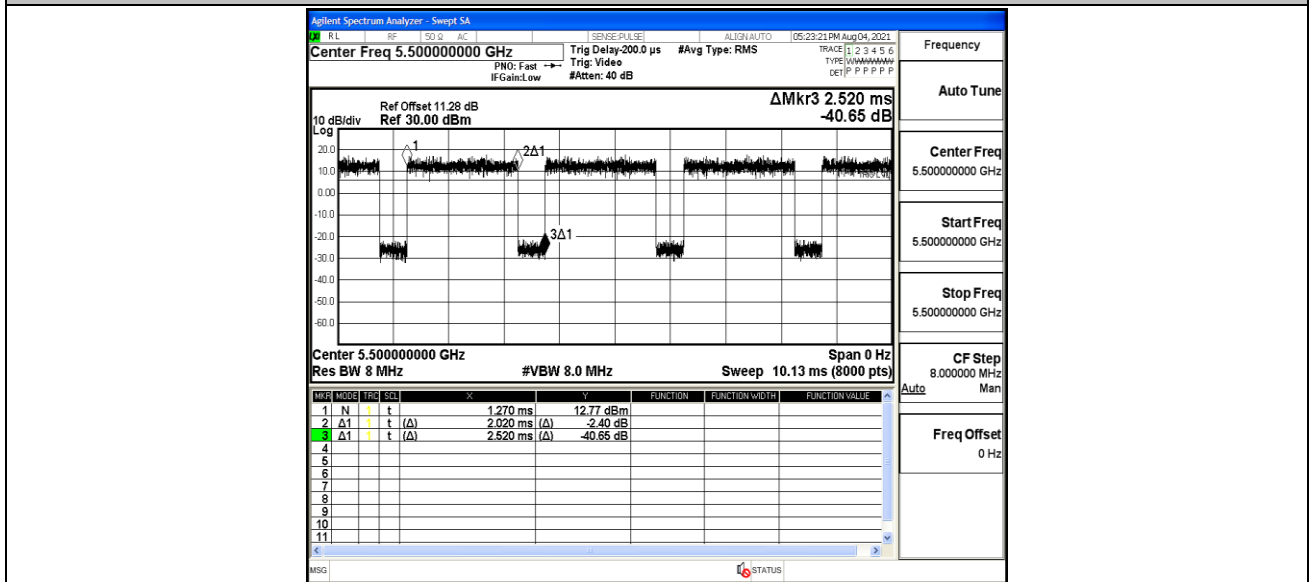 Agilent Spectrum Analyzer - Swept SA
RL RF 50 Ω AC SENSE:PULSE ALIGN AUTO 05:23:21 PM Aug 04, 2021
Center Freq 5.500000000 GHz
PNO: Fast
IFGain:Low
Trig Delay-200.0 µs
Trig: Video
#Atten: 40 dB
#Avg Type: RMS
TRACE 1 2 3 4 5 6
TYPE
DET P P P P P P
ΔMkr3 2.520 ms
-40.65 dB
Ref Offset 11.28 dB
10 dB/div Ref 30.00 dBm
Log
20.0
10.0
0.00
-10.0
-20.0
-30.0
-40.0
-50.0
-60.0
1
2Δ1
3Δ1
Center 5.500000000 GHz Span 0 Hz
Res BW 8 MHz #VBW 8.0 MHz Sweep 10.13 ms (8000 pts)
MKR MODE TRC SCL X Y FUNCTION FUNCTION WIDTH FUNCTION VALUE
1 N 1 t 1.270 ms 12.77 dBm
2 Δ1 1 t (Δ) 2.020 ms (Δ) -2.40 dB
3 Δ1 1 t (Δ) 2.520 ms (Δ) -40.65 dB
4
5
6
7
8
9
10
11
MSG STATUS
Frequency
Auto Tune
Center Freq
5.500000000 GHz
Start Freq
5.500000000 GHz
Stop Freq
5.500000000 GHz
CF Step
8.000000 MHz
Auto Man
Freq Offset
0 Hz